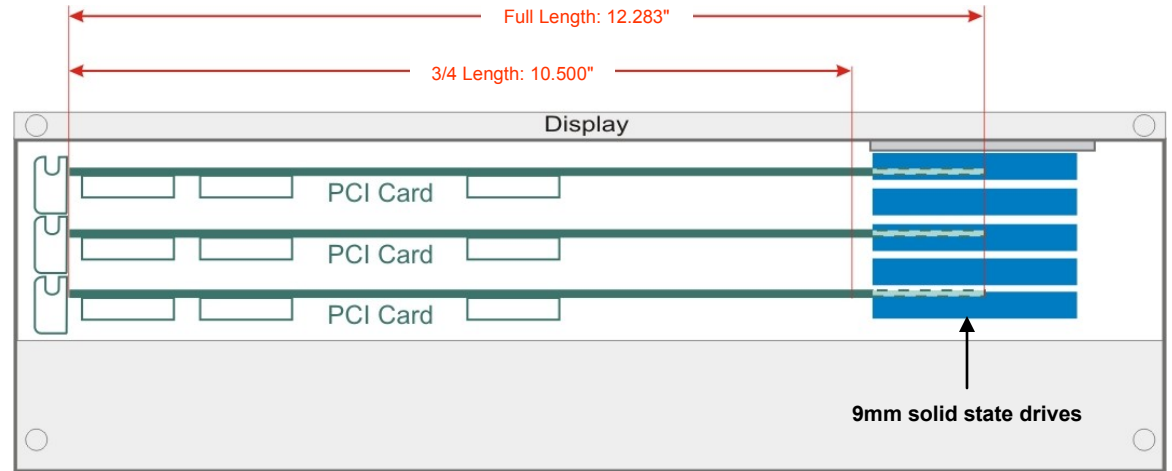 Full Length: 12.283"
3/4 Length: 10.500"
Display
PCI Card
PCI Card
PCI Card
9mm solid state drives